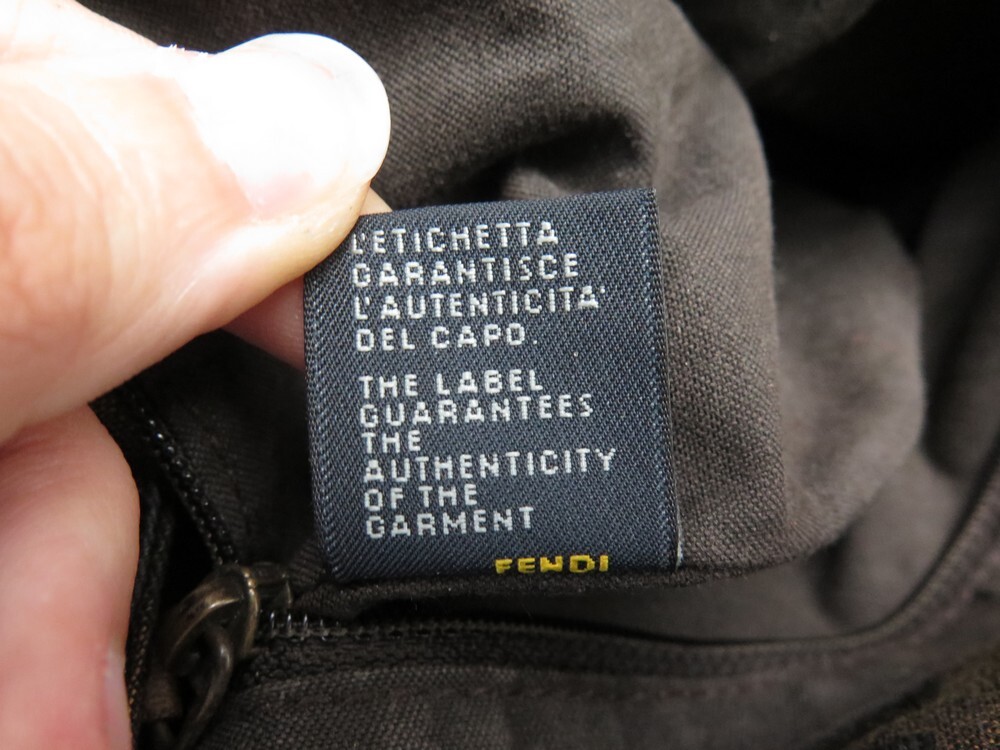 L'ETICHETTA
GARANTISCE
L'AUTENTICITA'
DEL CAPO.
THE LABEL
GUARANTEES
THE
AUTHENTICITY
OF THE
GARMENT
FENDI